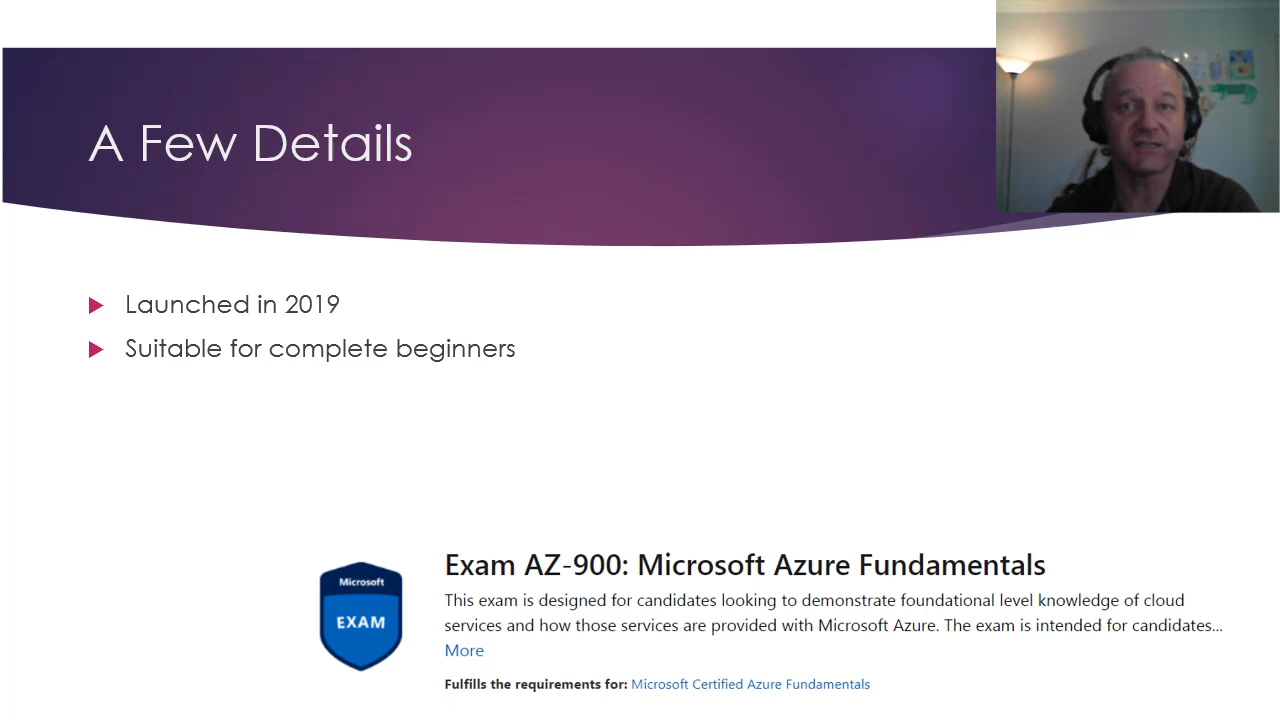 A Few Details
Launched in 2019
Suitable for complete beginners
Microsoft
EXAM
Exam AZ-900: Microsoft Azure Fundamentals
This exam is designed for candidates looking to demonstrate foundational level knowledge of cloud
services and how those services are provided with Microsoft Azure. The exam is intended for candidates...
More
Fulfills the requirements for: Microsoft Certified Azure Fundamentals